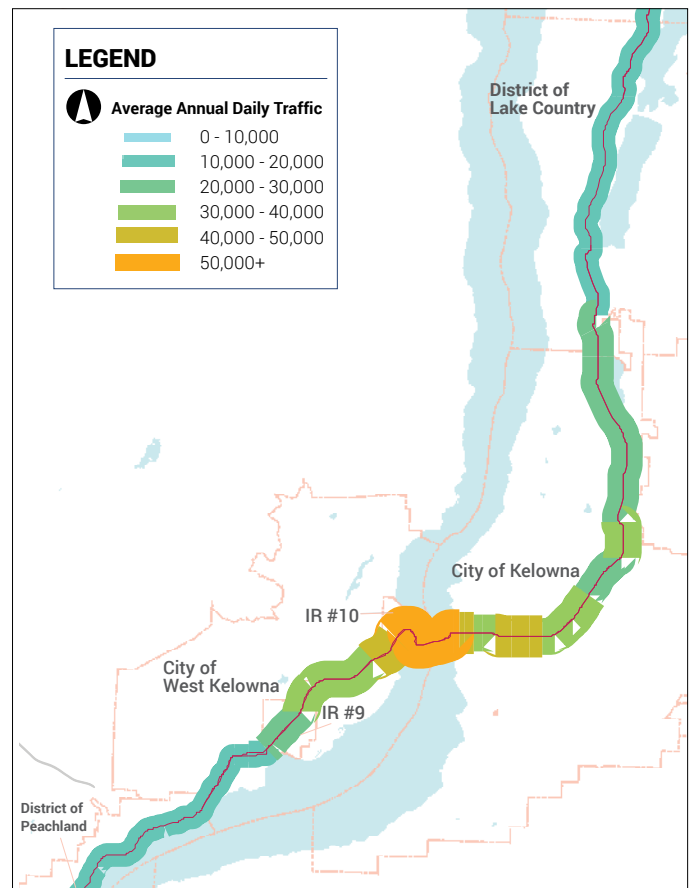 LEGEND
Average Annual Daily Traffic
0 - 10,000
10,000 - 20,000
20,000 - 30,000
30,000 - 40,000
40,000 - 50,000
50,000+
District of
Lake Country
City of Kelowna
IR #10
City of
West Kelowna
IR #9
District of
Peachland